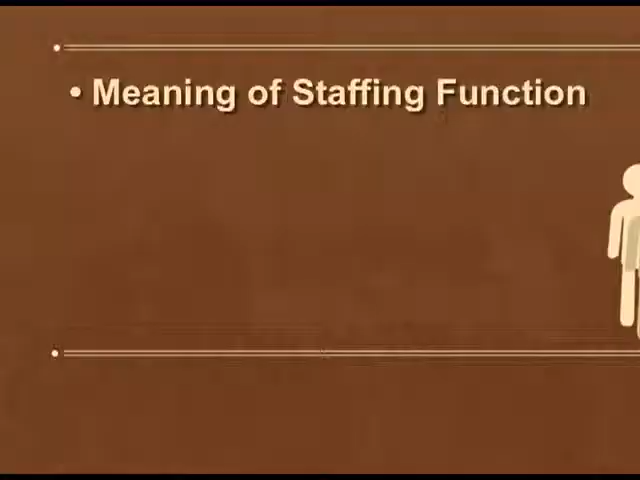 • Meaning of Staffing Function